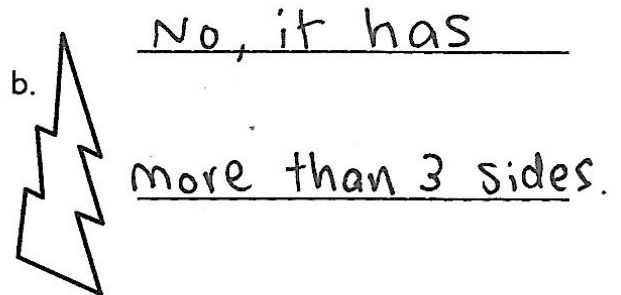 No, it has
b.
more than 3 sides.